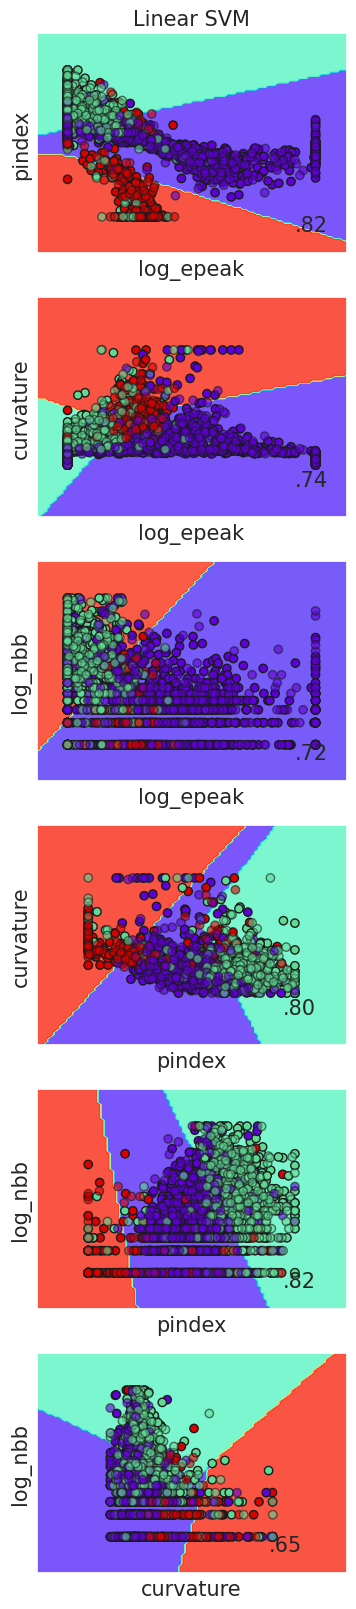 Linear SVM
pindex
.82
log_epeak
curvature
.74
log_epeak
log_nbb
.72
log_epeak
curvature
.80
pindex
log_nbb
.82
pindex
log_nbb
.65
curvature